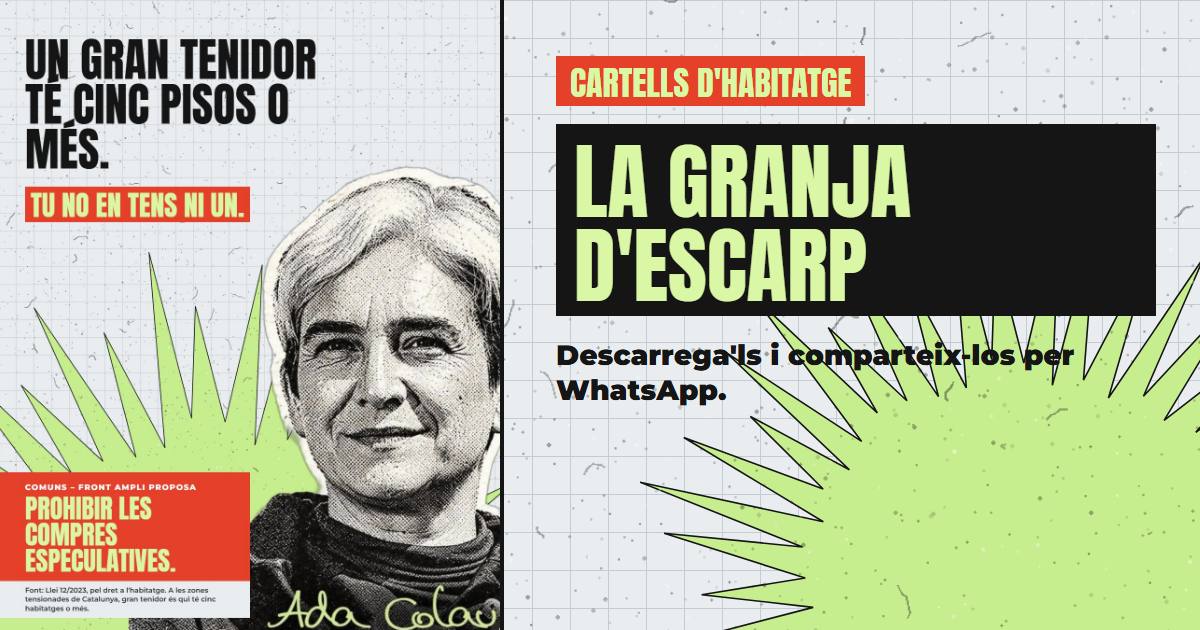 UN GRAN TENIDOR
TÉ CINC PISOS O
MÉS.
TU NO EN TENS NI UN.
COMUNS – FRONT AMPLI PROPOSA
PROHIBIR LES
COMPRES
ESPECULATIVES.
Font: Llei 12/2023, pel dret a l'habitatge. A les zones
tensionades de Catalunya, gran tenidor és qui té cinc
habitatges o més.
Ada Colau
CARTELLS D'HABITATGE
LA GRANJA
D'ESCARP
Descarrega'ls i comparteix-los per
WhatsApp.